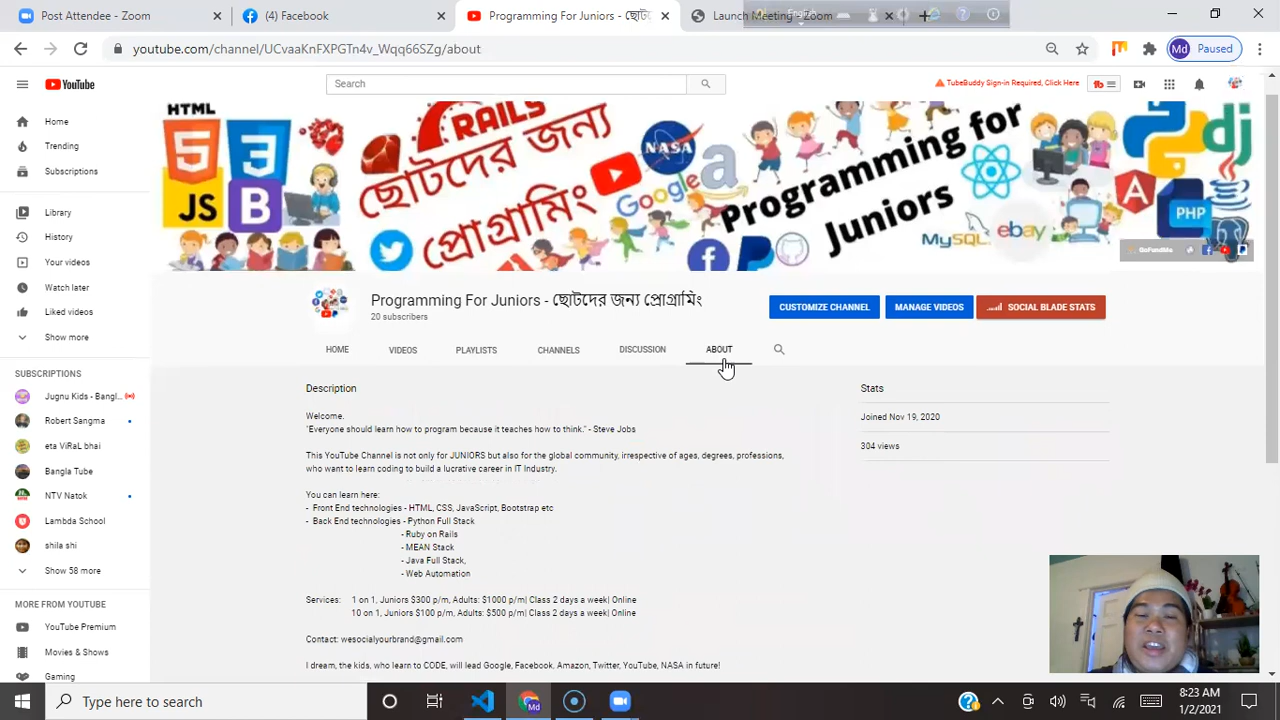 Post Attendee - Zoom
(4) Facebook
Programming For Juniors - ছোটদে
Launch Meeting - Zoom
English
youtube.com/channel/UCvaaKnFXPGTn4v_Wqq66SZg/about
Md
Paused
YouTube
Search
TubeBuddy Sign-in Required, Click Here
Home
Trending
Subscriptions
Library
History
Your videos
Watch later
Liked videos
Show more
SUBSCRIPTIONS
Jugnu Kids - Bangl...
Robert Sangma
eta ViRaL bhai
Bangla Tube
NTV Natok
Lambda School
shila shi
Show 58 more
MORE FROM YOUTUBE
YouTube Premium
Movies & Shows
Gaming
HTML
5
3
JS
B
RAILS
ছোটদের জন্য
প্রোগ্রামিং
NASA
Google
a
Programming for
Juniors
MySQL
ebay
dj
PHP
GoFundMe
Programming For Juniors - ছোটদের জন্য প্রোগ্রামিং
20 subscribers
CUSTOMIZE CHANNEL
MANAGE VIDEOS
SOCIAL BLADE STATS
HOME
VIDEOS
PLAYLISTS
CHANNELS
DISCUSSION
ABOUT
Description
Welcome.
"Everyone should learn how to program because it teaches how to think." - Steve Jobs
This YouTube Channel is not only for JUNIORS but also for the global community, irrespective of ages, degrees, professions,
who want to learn coding to build a lucrative career in IT Industry.
You can learn here:
- Front End technologies - HTML, CSS, JavaScript, Bootstrap etc
- Back End technologies - Python Full Stack
- Ruby on Rails
- MEAN Stack
- Java Full Stack,
- Web Automation
Services: 1 on 1, Juniors $300 p/m, Adults: $1000 p/m| Class 2 days a week| Online
10 on 1, Juniors $100 p/m, Adults: $500 p/m| Class 2 days a week| Online
Contact: wesocialyourbrand@gmail.com
I dream, the kids, who learn to CODE, will lead Google, Facebook, Amazon, Twitter, YouTube, NASA in future!
Stats
Joined Nov 19, 2020
304 views
Type here to search
Md
8:23 AM
1/2/2021